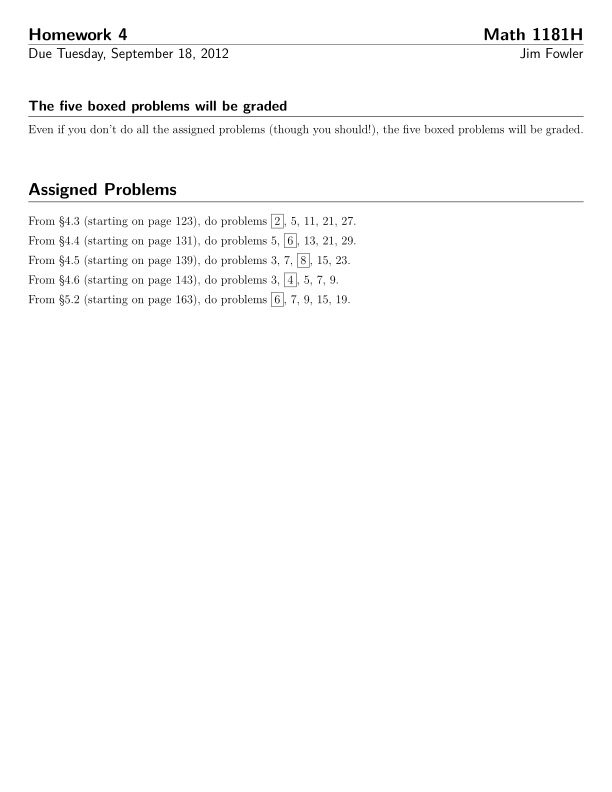 Homework 4 Math 1181H
Due Tuesday, September 18, 2012 Jim Fowler
The five boxed problems will be graded
Even if you don't do all the assigned problems (though you should!), the five boxed problems will be graded.
Assigned Problems
From §4.3 (starting on page 123), do problems 2, 5, 11, 21, 27.
From §4.4 (starting on page 131), do problems 5, 6, 13, 21, 29.
From §4.5 (starting on page 139), do problems 3, 7, 8, 15, 23.
From §4.6 (starting on page 143), do problems 3, 4, 5, 7, 9.
From §5.2 (starting on page 163), do problems 6, 7, 9, 15, 19.